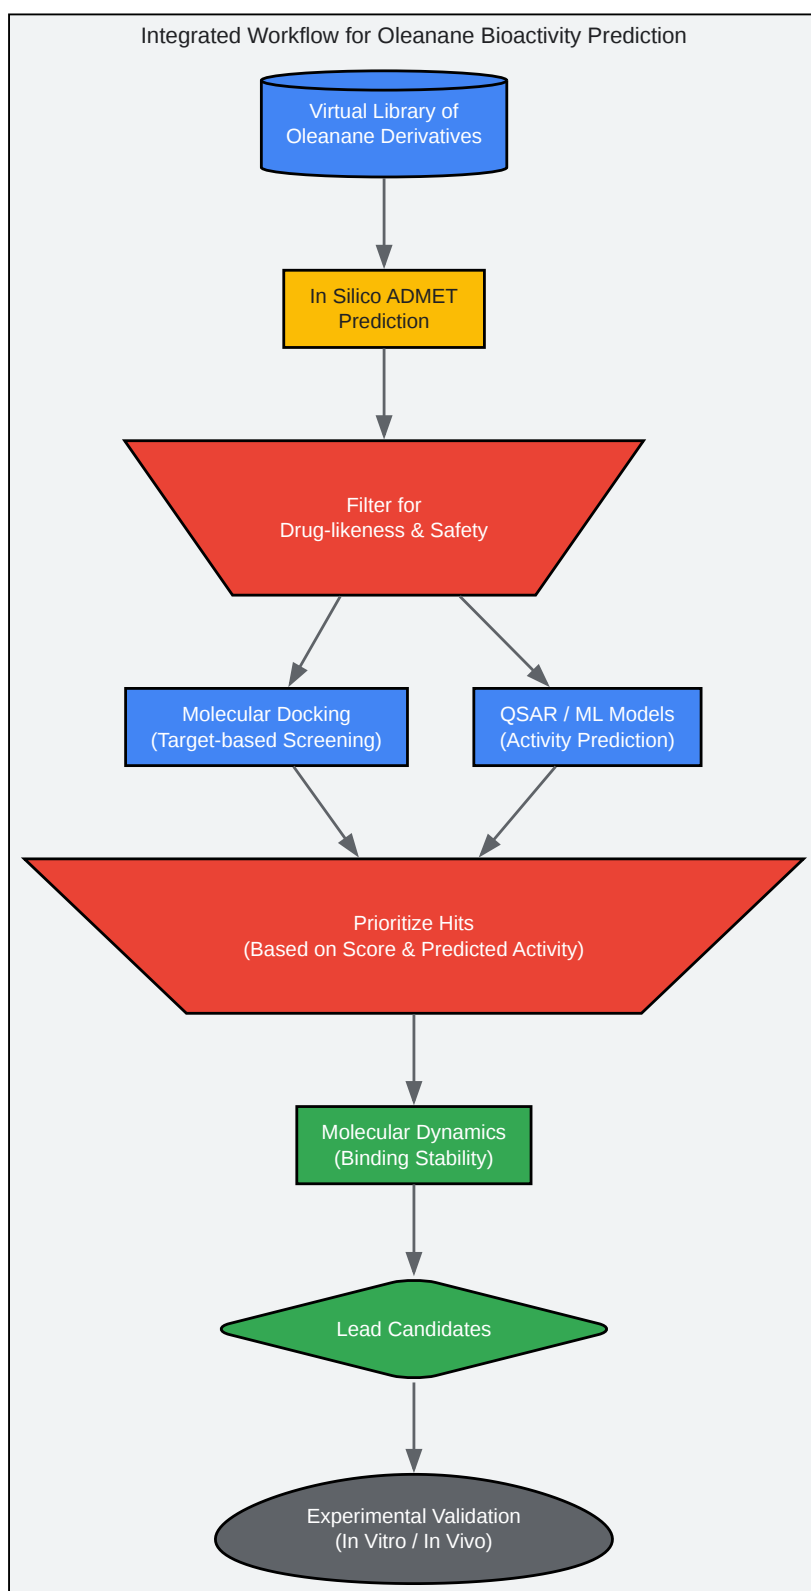 Integrated Workflow for Oleanane Bioactivity Prediction
Virtual Library of
Oleanane Derivatives
In Silico ADMET
Prediction
Filter for
Drug-likeness & Safety
Molecular Docking
(Target-based Screening)
QSAR / ML Models
(Activity Prediction)
Prioritize Hits
(Based on Score & Predicted Activity)
Molecular Dynamics
(Binding Stability)
Lead Candidates
Experimental Validation
(In Vitro / In Vivo)